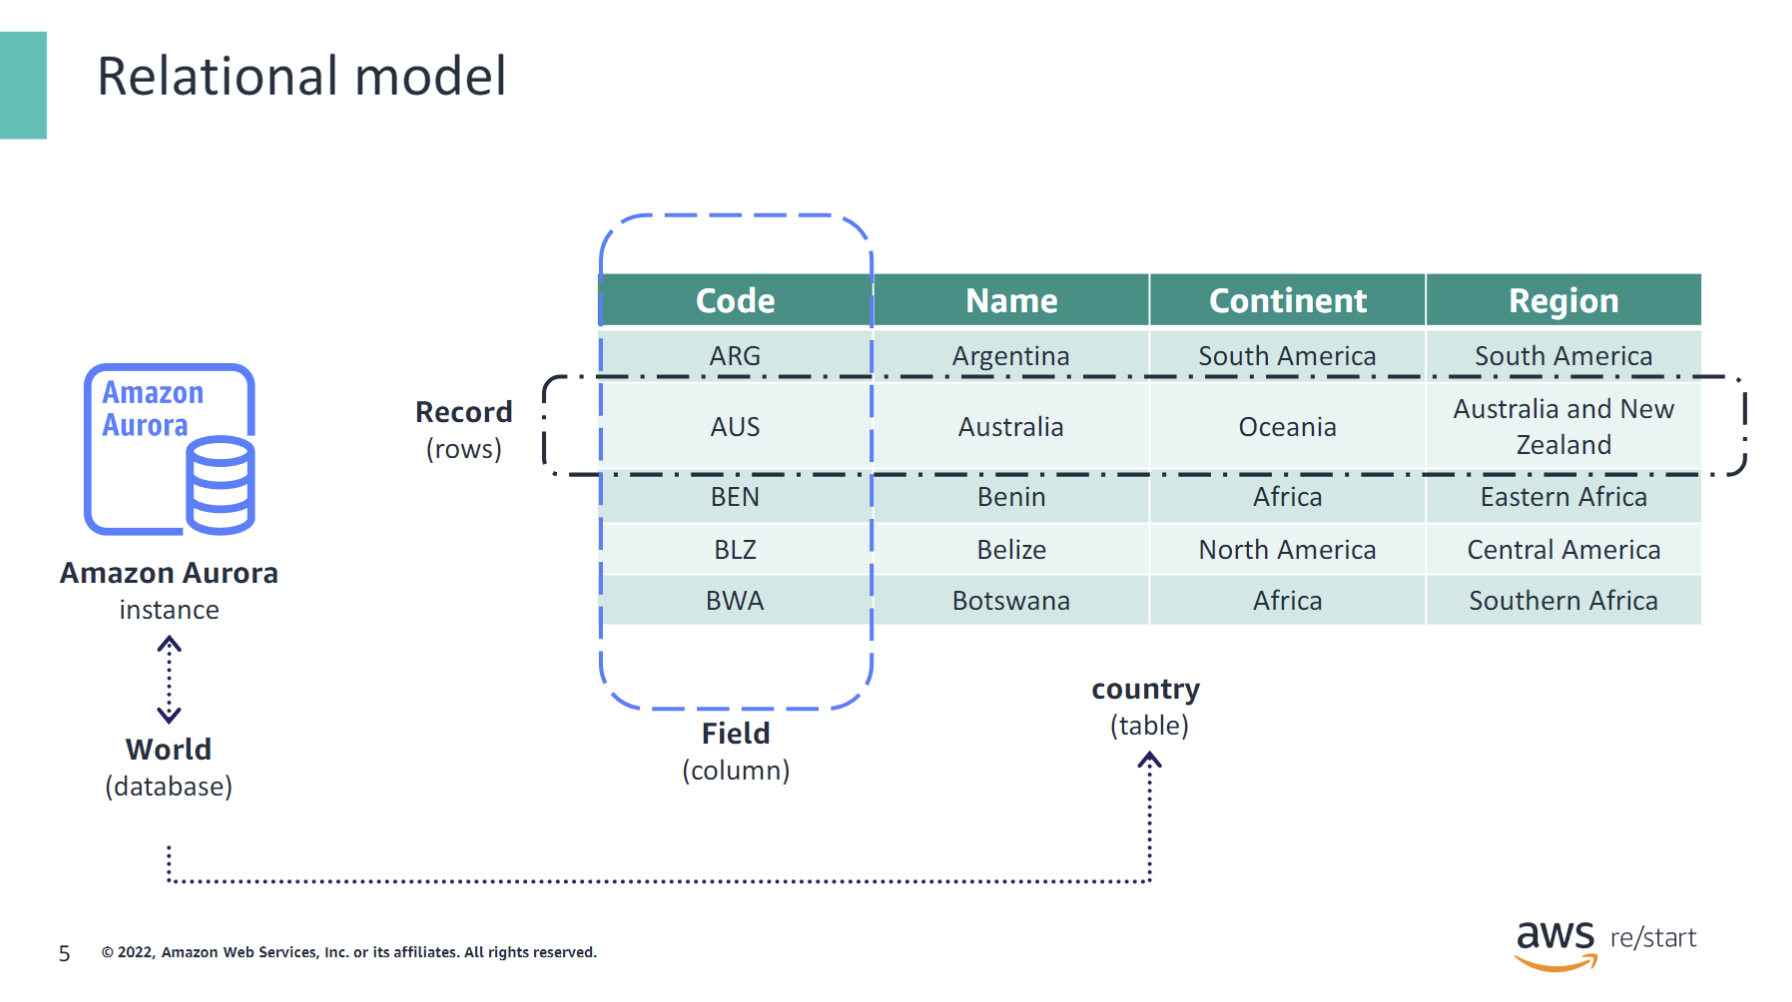 Relational model
Amazon
Aurora
Amazon Aurora
instance
World
(database)
Record
(rows)
Code Name Continent Region
ARG Argentina South America South America
AUS Australia Oceania Australia and New
Zealand
BEN Benin Africa Eastern Africa
BLZ Belize North America Central America
BWA Botswana Africa Southern Africa
Field
(column)
country
(table)
5 © 2022, Amazon Web Services, Inc. or its affiliates. All rights reserved.
aws re/start